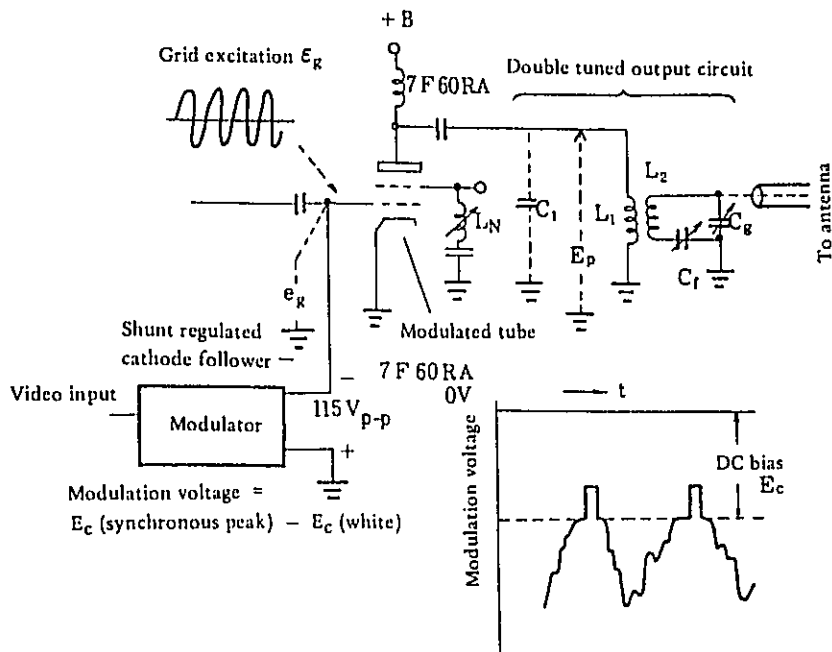 + B
Grid excitation εg
7F60RA
Double tuned output circuit
L2
L1
C1
LN
Ep
Cg
Cf
To antenna
eg
Modulated tube
7F60RA
Shunt regulated
cathode follower
Video input
Modulator
−
115 Vp-p
+
Modulation voltage =
Ec (synchronous peak) − Ec (white)
0V
t
Modulation voltage
DC bias
Ec